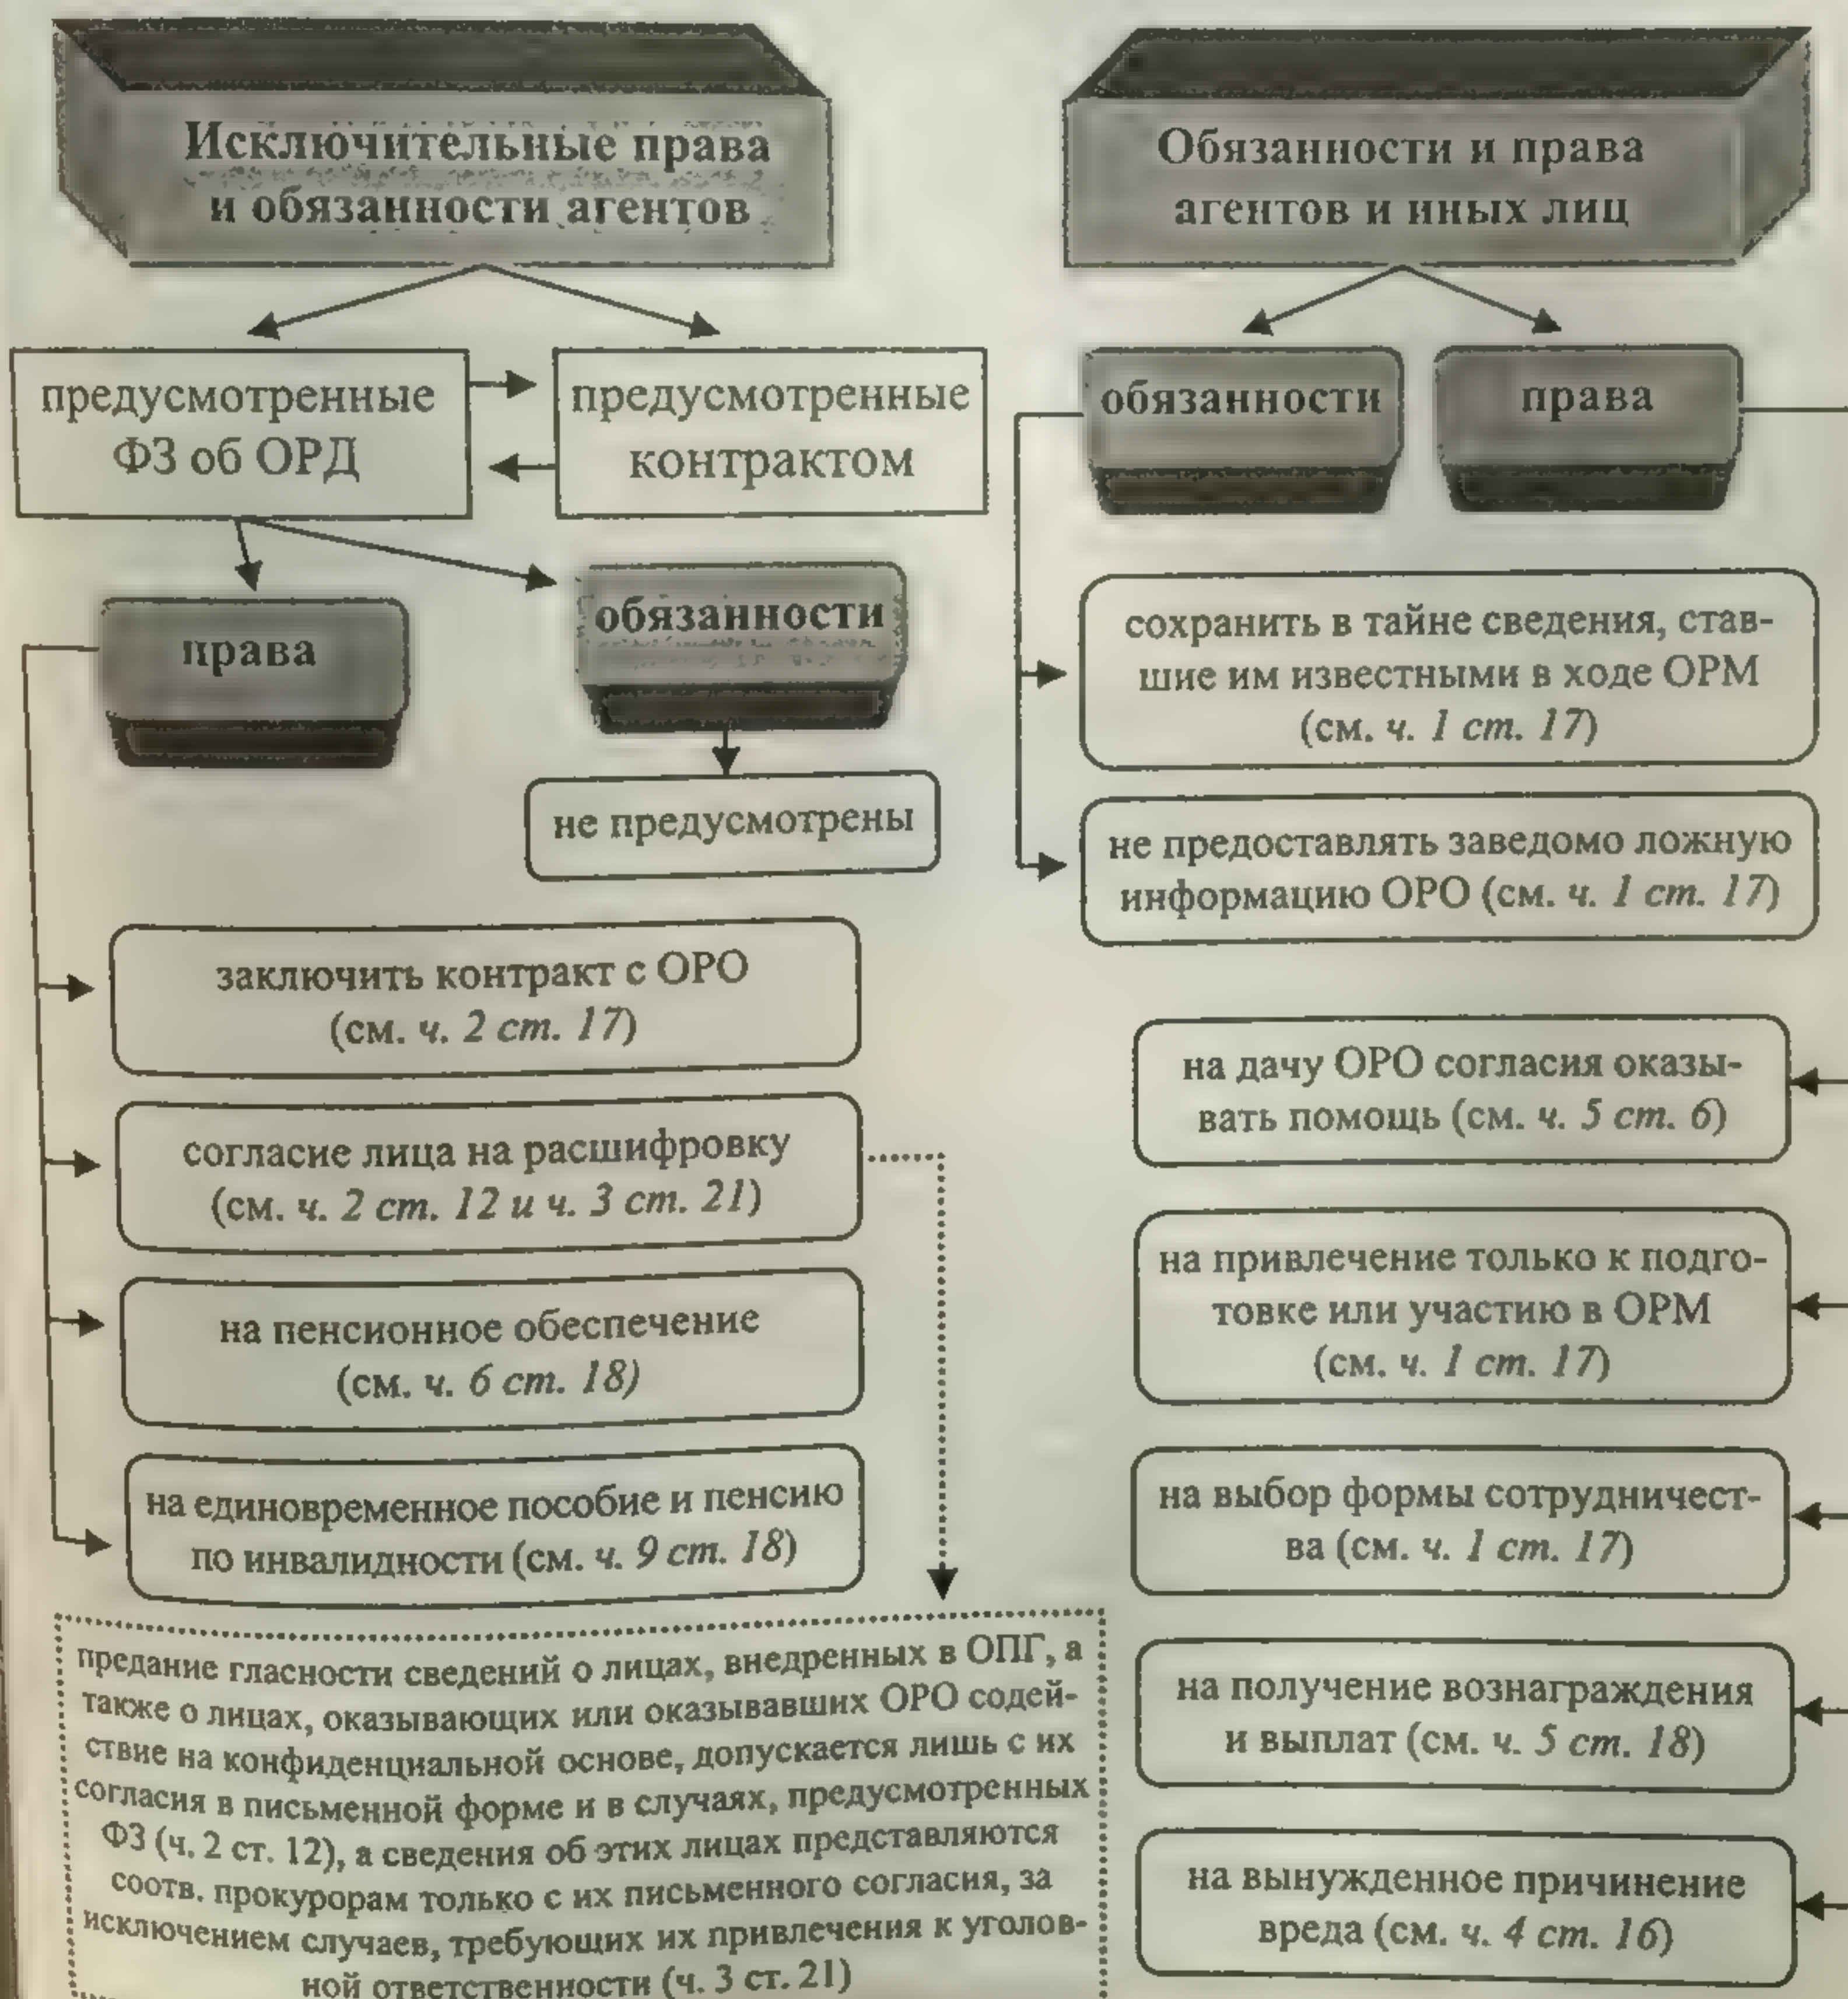 Исключительные права
и обязанности агентов
предусмотренные
ФЗ об ОРД
предусмотренные
контрактом
права
обязанности
не предусмотрены
заключить контракт с ОРО
(см. ч. 2 ст. 17)
согласие лица на расшифровку
(см. ч. 2 ст. 12 и ч. 3 ст. 21)
на пенсионное обеспечение
(см. ч. 6 ст. 18)
на единовременное пособие и пенсию
по инвалидности (см. ч. 9 ст. 18)
предание гласности сведений о лицах, внедренных в ОПГ, а
также о лицах, оказывающих или оказывавших ОРО содей-
ствие на конфиденциальной основе, допускается лишь с их
согласия в письменной форме и в случаях, предусмотренных
ФЗ (ч. 2 ст. 12), а сведения об этих лицах представляются
соотв. прокурорам только с их письменного согласия, за
исключением случаев, требующих их привлечения к уголов-
ной ответственности (ч. 3 ст. 21)
Обязанности и права
агентов и иных лиц
обязанности
права
сохранить в тайне сведения, став-
шие им известными в ходе ОРМ
(см. ч. 1 ст. 17)
не предоставлять заведомо ложную
информацию ОРО (см. ч. 1 ст. 17)
на дачу ОРО согласия оказы-
вать помощь (см. ч. 5 ст. 6)
на привлечение только к подго-
товке или участию в ОРМ
(см. ч. 1 ст. 17)
на выбор формы сотрудничест-
ва (см. ч. 1 ст. 17)
на получение вознаграждения
и выплат (см. ч. 5 ст. 18)
на вынужденное причинение
вреда (см. ч. 4 ст. 16)